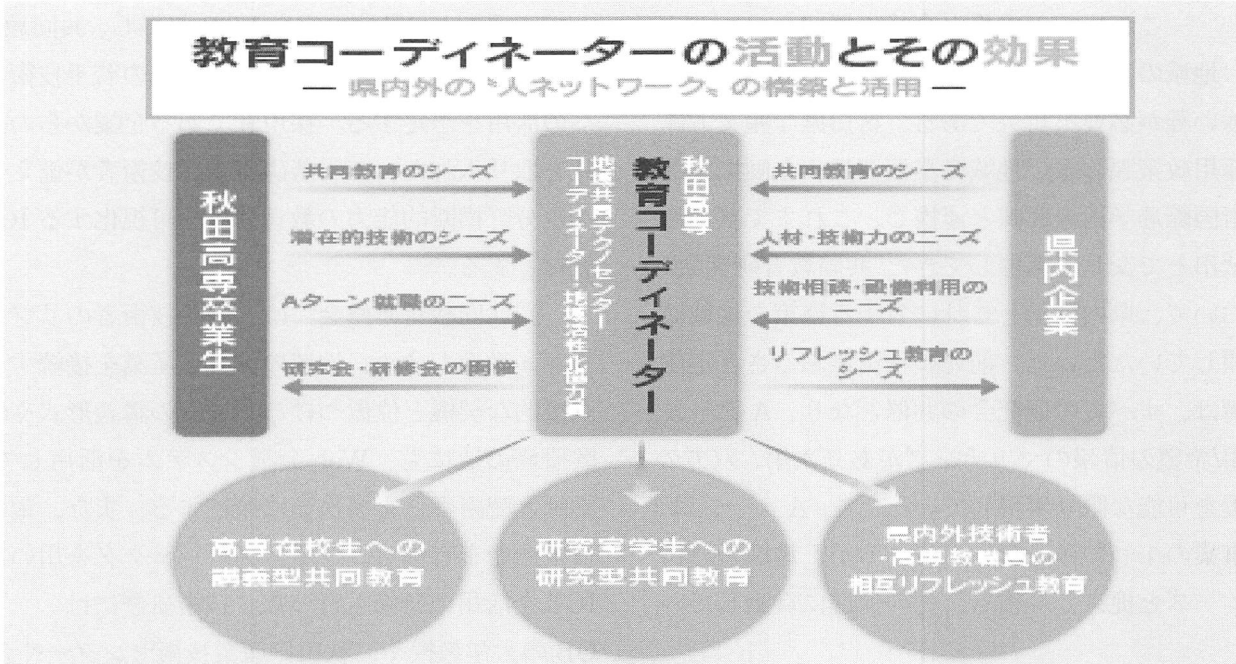 教育コーディネーターの活動とその効果
― 県内外の〝人ネットワーク〟の構築と活用 ―
秋田高専卒業生
共同教育のシーズ
潜在的技術のシーズ
Aターン就職のニーズ
研究会・研修会の開催
秋田高専
教育コーディネーター
地域共同テクノセンター
コーディネーター・地域活性化協力員
共同教育のシーズ
人材・技術力のニーズ
技術相談・設備利用の
ニーズ
リフレッシュ教育の
シーズ
県内企業
高専在校生への
講義型共同教育
研究室学生への
研究型共同教育
県内外技術者
・高専教職員の
相互リフレッシュ教育